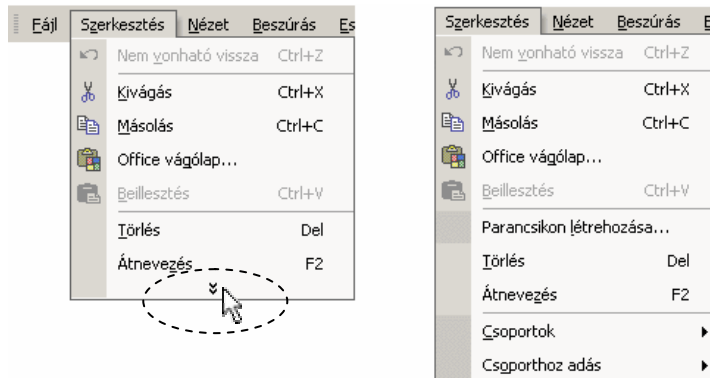 Fájl Szerkesztés Nézet Beszúrás Es
Nem vonható vissza Ctrl+Z
Kivágás Ctrl+X
Másolás Ctrl+C
Office vágólap...
Beillesztés Ctrl+V
Törlés Del
Átnevezés F2
Szerkesztés Nézet Beszúrás E
Nem vonható vissza Ctrl+Z
Kivágás Ctrl+X
Másolás Ctrl+C
Office vágólap...
Beillesztés Ctrl+V
Parancsikon létrehozása...
Törlés Del
Átnevezés F2
Csoportok
Csoporthoz adás